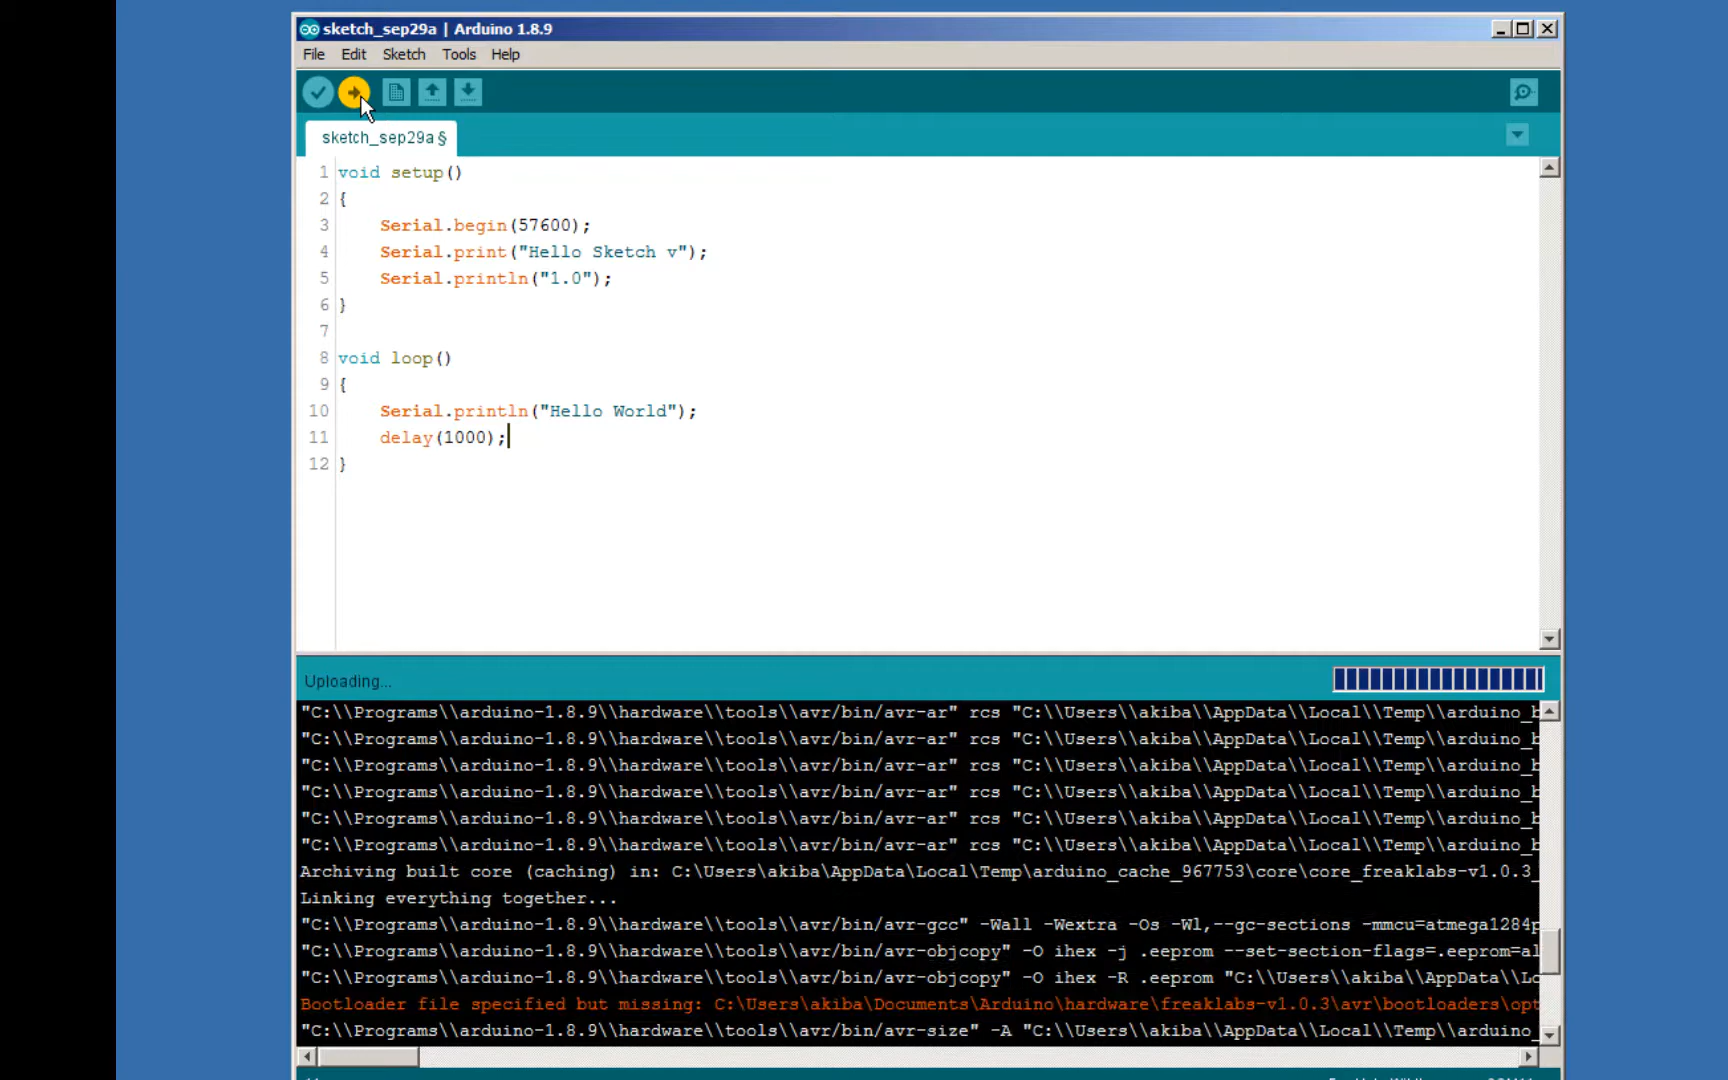 sketch_sep29a | Arduino 1.8.9
File Edit Sketch Tools Help
sketch_sep29a §
1 void setup()
2 {
3 Serial.begin(57600);
4 Serial.print("Hello Sketch v");
5 Serial.println("1.0");
6 }
7
8 void loop()
9 {
10 Serial.println("Hello World");
11 delay(1000);
12 }
Uploading...
"C:\\Programs\\arduino-1.8.9\\hardware\\tools\\avr/bin/avr-ar" rcs "C:\\Users\\akiba\\AppData\\Local\\Temp\\arduino_b
"C:\\Programs\\arduino-1.8.9\\hardware\\tools\\avr/bin/avr-ar" rcs "C:\\Users\\akiba\\AppData\\Local\\Temp\\arduino_b
"C:\\Programs\\arduino-1.8.9\\hardware\\tools\\avr/bin/avr-ar" rcs "C:\\Users\\akiba\\AppData\\Local\\Temp\\arduino_b
"C:\\Programs\\arduino-1.8.9\\hardware\\tools\\avr/bin/avr-ar" rcs "C:\\Users\\akiba\\AppData\\Local\\Temp\\arduino_b
"C:\\Programs\\arduino-1.8.9\\hardware\\tools\\avr/bin/avr-ar" rcs "C:\\Users\\akiba\\AppData\\Local\\Temp\\arduino_b
"C:\\Programs\\arduino-1.8.9\\hardware\\tools\\avr/bin/avr-ar" rcs "C:\\Users\\akiba\\AppData\\Local\\Temp\\arduino_b
Archiving built core (caching) in: C:\Users\akiba\AppData\Local\Temp\arduino_cache_967753\core\core_freaklabs-v1.0.3_
Linking everything together...
"C:\\Programs\\arduino-1.8.9\\hardware\\tools\\avr/bin/avr-gcc" -Wall -Wextra -Os -Wl,--gc-sections -mmcu=atmega1284p
"C:\\Programs\\arduino-1.8.9\\hardware\\tools\\avr/bin/avr-objcopy" -O ihex -j .eeprom --set-section-flags=.eeprom=al
"C:\\Programs\\arduino-1.8.9\\hardware\\tools\\avr/bin/avr-objcopy" -O ihex -R .eeprom "C:\\Users\\akiba\\AppData\\Lo
Bootloader file specified but missing: C:\Users\akiba\Documents\Arduino\hardware\freaklabs-v1.0.3\avr\bootloaders\opt
"C:\\Programs\\arduino-1.8.9\\hardware\\tools\\avr/bin/avr-size" -A "C:\\Users\\akiba\\AppData\\Local\\Temp\\arduino_